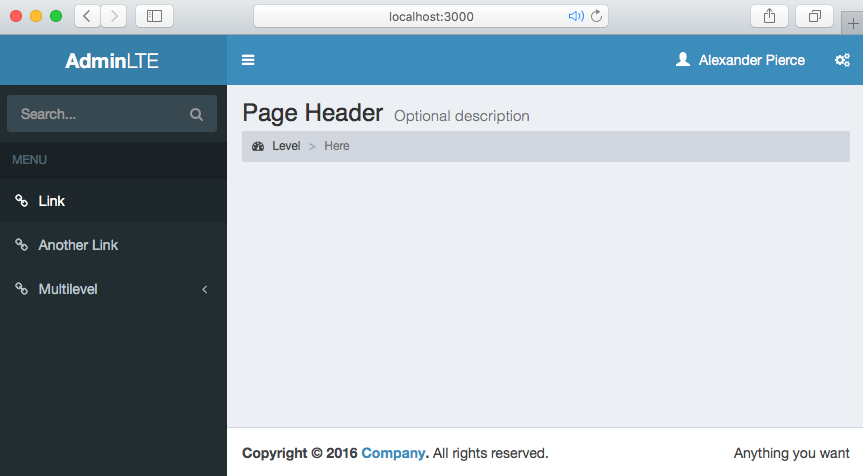 localhost:3000
AdminLTE
Alexander Pierce
Search...
MENU
Link
Another Link
Multilevel
Page Header Optional description
Level > Here
Copyright © 2016 Company. All rights reserved.
Anything you want